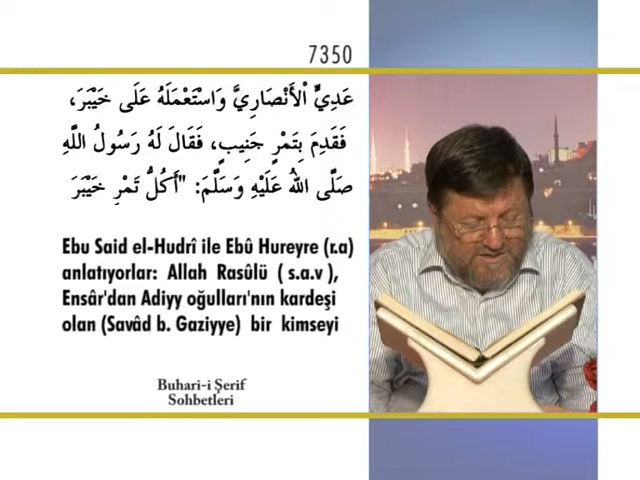 7350
عَدِيٍّ الْأَنْصَارِيَّ وَاسْتَعْمَلَهُ عَلَى خَيْبَرَ،
فَقَدِمَ بِتَمْرٍ جَنِيبٍ، فَقَالَ لَهُ رَسُولُ اللَّهِ
صَلَّى اللهُ عَلَيْهِ وَسَلَّمَ: "أَكُلُّ تَمْرِ خَيْبَرَ
Ebu Said el-Hudrî ile Ebû Hureyre (r.a)
anlatıyorlar: Allah Rasûlü ( s.a.v ),
Ensâr'dan Adiyy oğulları'nın kardeşi
olan (Savâd b. Gaziyye) bir kimseyi
Buhari-i Şerif
Sohbetleri